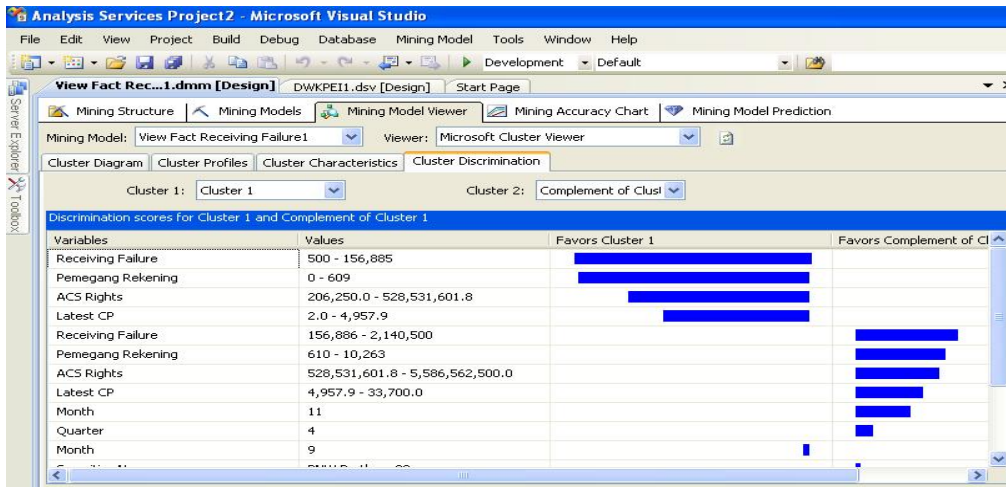 Analysis Services Project2 - Microsoft Visual Studio
File Edit View Project Build Debug Database Mining Model Tools Window Help
Development Default
View Fact Rec...1.dmm [Design] DWKPEI1.dsv [Design] Start Page
Server Explorer
Toolbox
Mining Structure Mining Models Mining Model Viewer Mining Accuracy Chart Mining Model Prediction
Mining Model: View Fact Receiving Failure1 Viewer: Microsoft Cluster Viewer
Cluster Diagram Cluster Profiles Cluster Characteristics Cluster Discrimination
Cluster 1: Cluster 1 Cluster 2: Complement of Clus
Discrimination scores for Cluster 1 and Complement of Cluster 1
Variables Values Favors Cluster 1 Favors Complement of Cl
Receiving Failure 500 - 156,885
Pemegang Rekening 0 - 609
ACS Rights 206,250.0 - 528,531,601.8
Latest CP 2.0 - 4,957.9
Receiving Failure 156,886 - 2,140,500
Pemegang Rekening 610 - 10,263
ACS Rights 528,531,601.8 - 5,586,562,500.0
Latest CP 4,957.9 - 33,700.0
Month 11
Quarter 4
Month 9